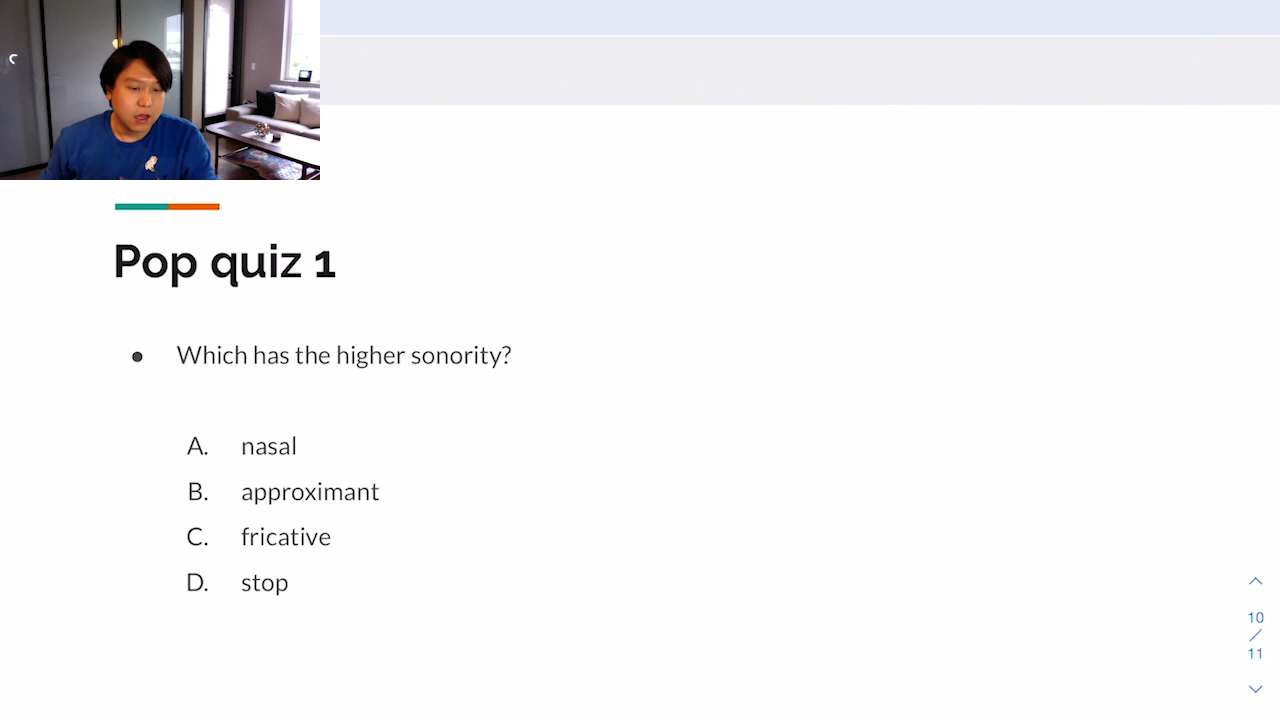 Pop quiz 1
● Which has the higher sonority?
A. nasal
B. approximant
C. fricative
D. stop
10
/
11